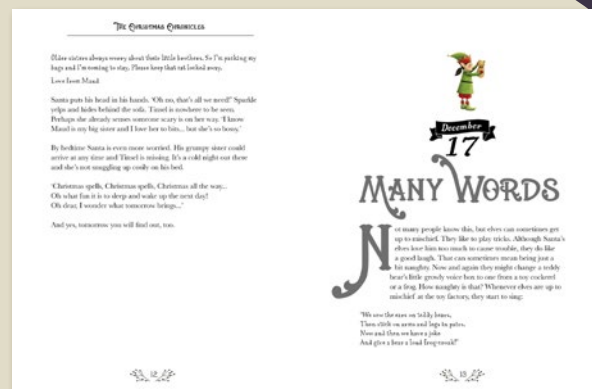 The Christmas Chronicles
Older sisters always worry about their little brothers. So I'm packing my
bags and I'm coming to stay. Please keep that cat locked away.
Love from Maud
Santa puts his head in his hands. 'Oh no, that's all we need!' Sparkle
yelps and hides behind the sofa. Tinsel is nowhere to be seen.
Perhaps she already senses someone scary is on her way. 'I know
Maud is my big sister and I love her to bits... but she's so bossy.'
By bedtime Santa is even more worried. His grumpy sister could
arrive at any time and Tinsel is missing. It's a cold night out there
and she's not snuggling up cosily on his bed.
'Christmas spells, Christmas spells, Christmas all the way...
Oh what fun it is to sleep and wake up the next day!
Oh dear, I wonder what tomorrow brings...'
And yes, tomorrow you will find out, too.
12
December
17
Many Words
Not many people know this, but elves can sometimes get
up to mischief. They like to play tricks. Although Santa's
elves love him too much to cause trouble, they do like
a good laugh. That can sometimes mean being just a
bit naughty. Now and again they might change a teddy
bear's little growly voice box to one from a toy cockerel
or a frog. How naughty is that? Whenever elves are up to
mischief at the toy factory, they start to sing:
"We sew the ears on teddy bears,
Then stitch on arms and legs in pairs.
Now and then we have a joke
And give a bear a loud frog-croak!"
13